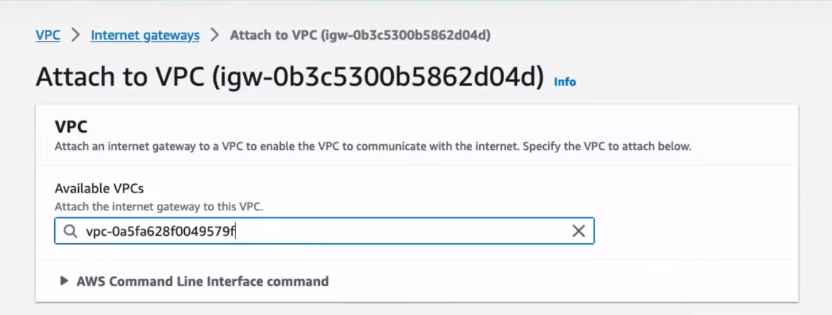 VPC > Internet gateways > Attach to VPC (igw-0b3c5300b5862d04d)
Attach to VPC (igw-0b3c5300b5862d04d) Info
VPC
Attach an internet gateway to a VPC to enable the VPC to communicate with the internet. Specify the VPC to attach below.
Available VPCs
Attach the internet gateway to this VPC.
vpc-0a5fa628f0049579f
AWS Command Line Interface command